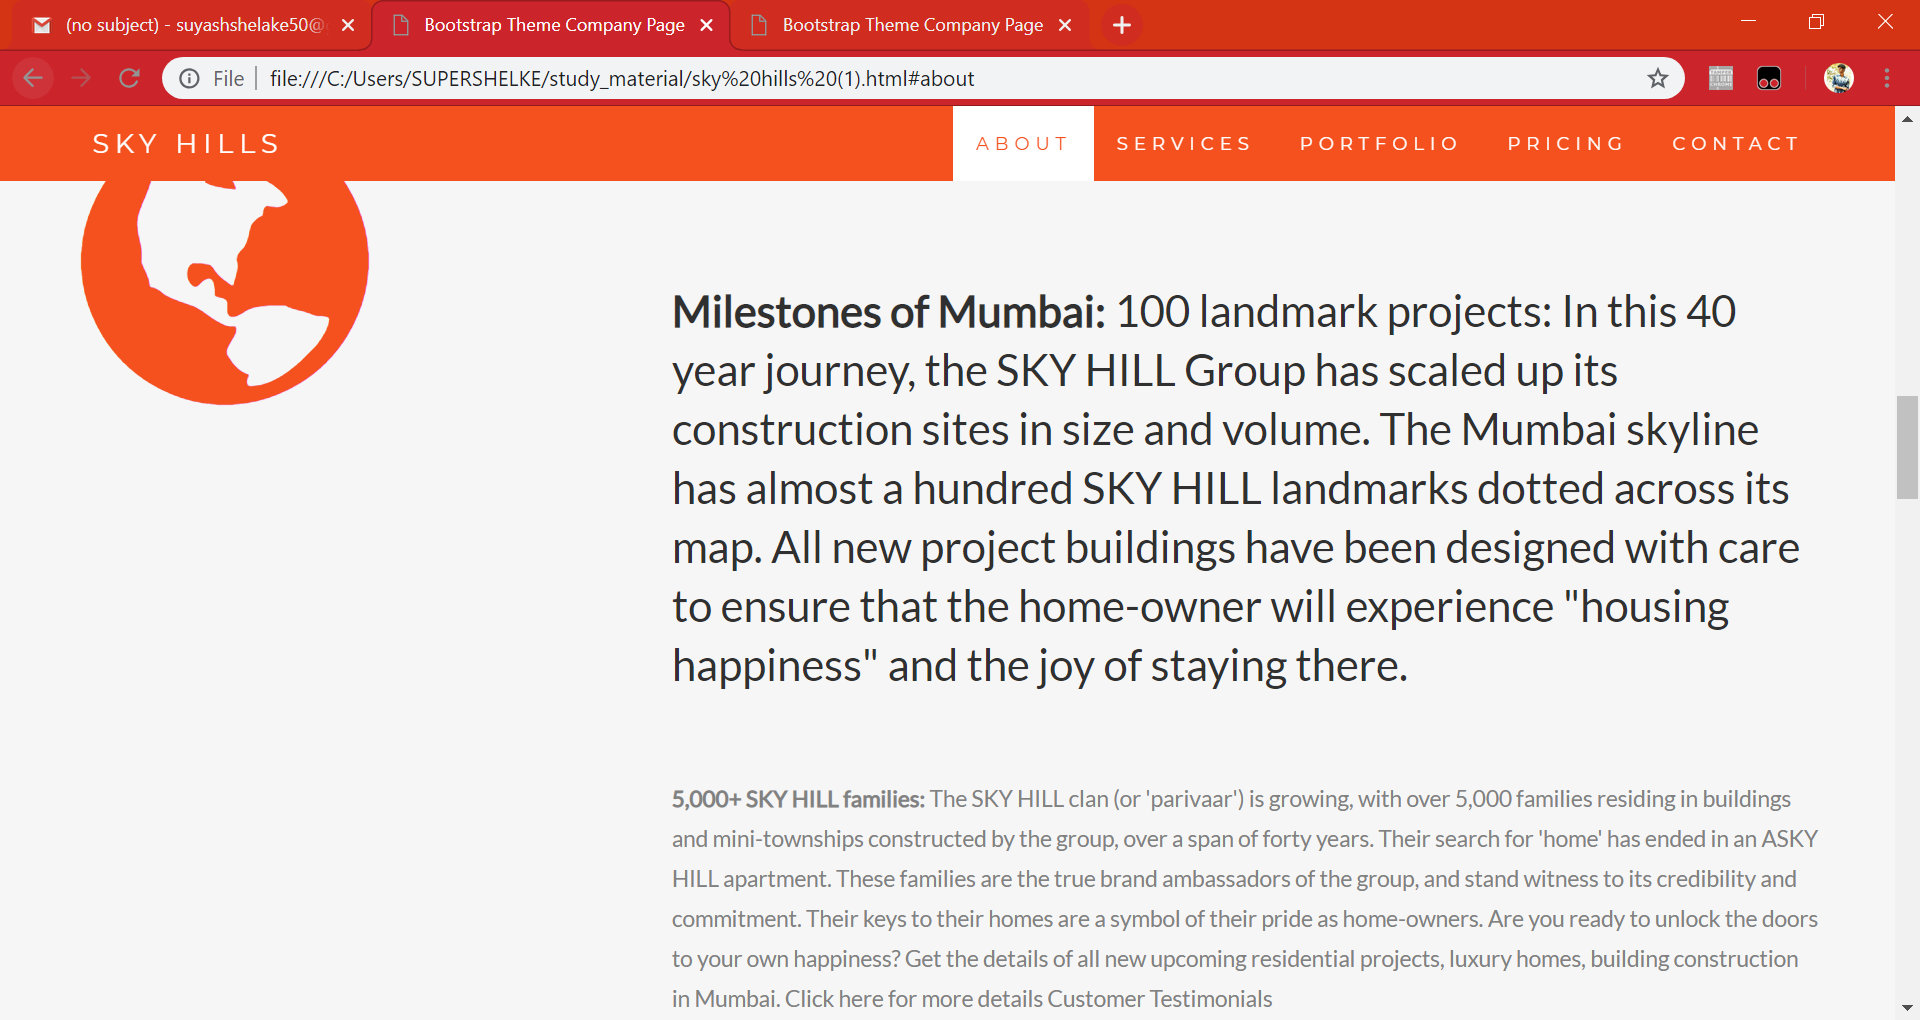 (no subject) - suyashshelake50@
Bootstrap Theme Company Page
Bootstrap Theme Company Page
File
file:///C:/Users/SUPERSHELKE/study_material/sky%20hills%20(1).html#about
SKY HILLS
ABOUT SERVICES PORTFOLIO PRICING CONTACT
Milestones of Mumbai: 100 landmark projects: In this 40
year journey, the SKY HILL Group has scaled up its
construction sites in size and volume. The Mumbai skyline
has almost a hundred SKY HILL landmarks dotted across its
map. All new project buildings have been designed with care
to ensure that the home-owner will experience "housing
happiness" and the joy of staying there.
5,000+ SKY HILL families: The SKY HILL clan (or 'parivaar') is growing, with over 5,000 families residing in buildings
and mini-townships constructed by the group, over a span of forty years. Their search for 'home' has ended in an ASKY
HILL apartment. These families are the true brand ambassadors of the group, and stand witness to its credibility and
commitment. Their keys to their homes are a symbol of their pride as home-owners. Are you ready to unlock the doors
to your own happiness? Get the details of all new upcoming residential projects, luxury homes, building construction
in Mumbai. Click here for more details Customer Testimonials